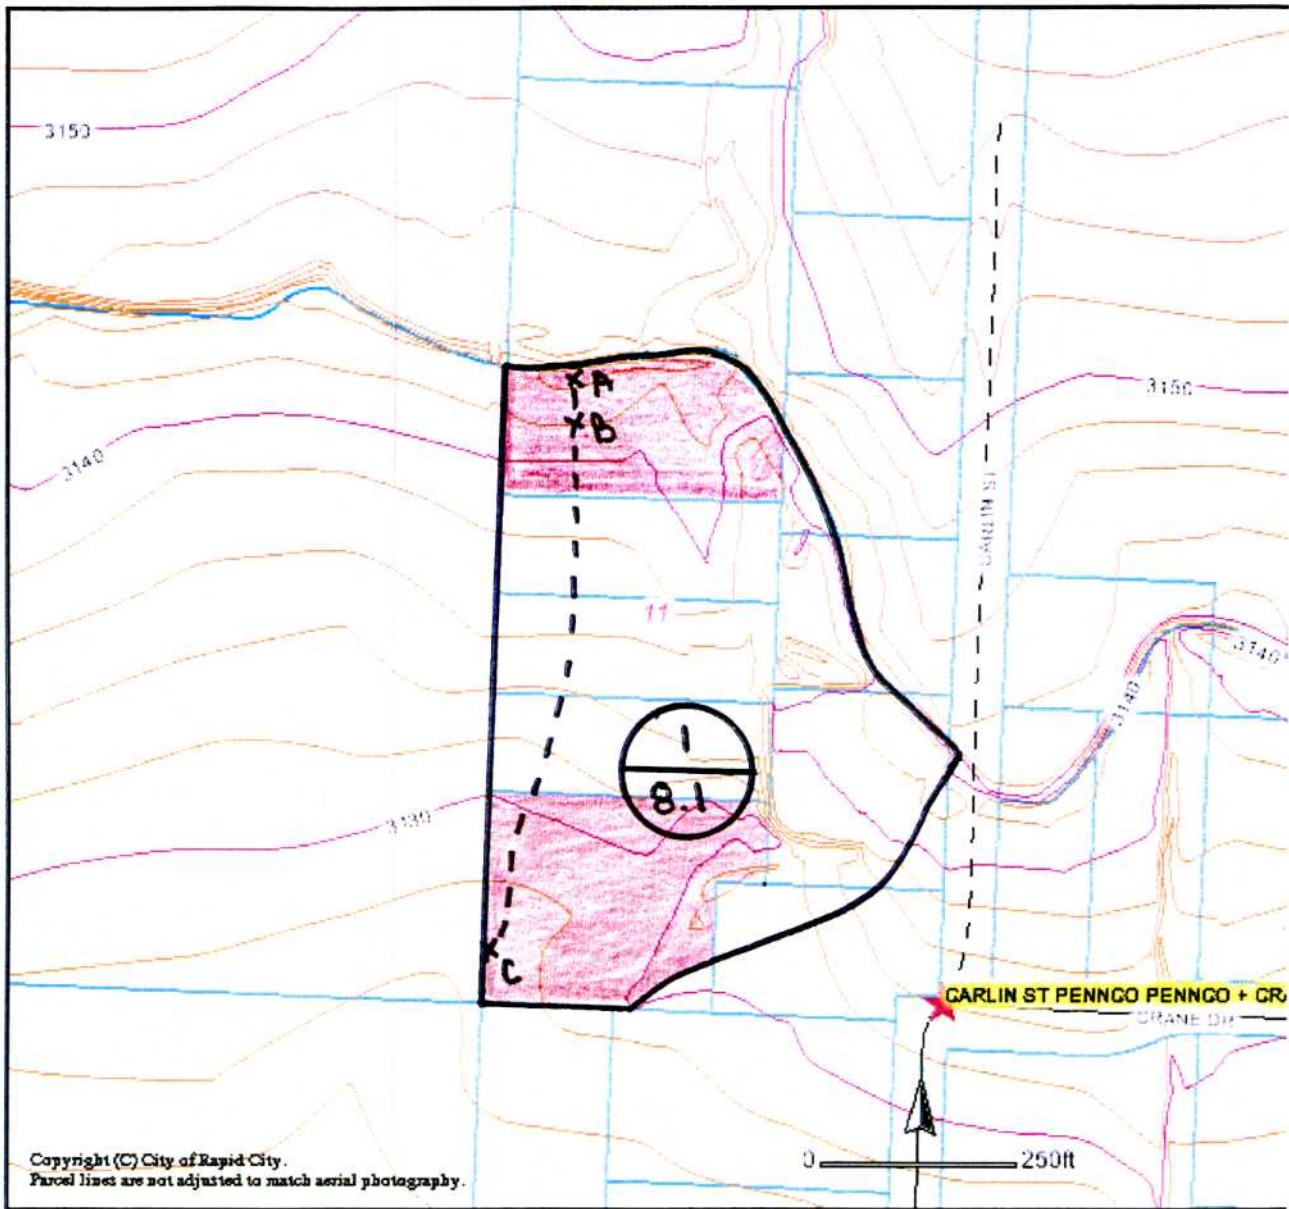 3150
3150
A
B
3140
CARLIN ST
11
3140
3140
1
8.1
3130
C
CARLIN ST PENNCO PENNCO + CR
CRANE DR
0 250ft
Copyright (C) City of Rapid City.
Parcel lines are not adjusted to match aerial photography.